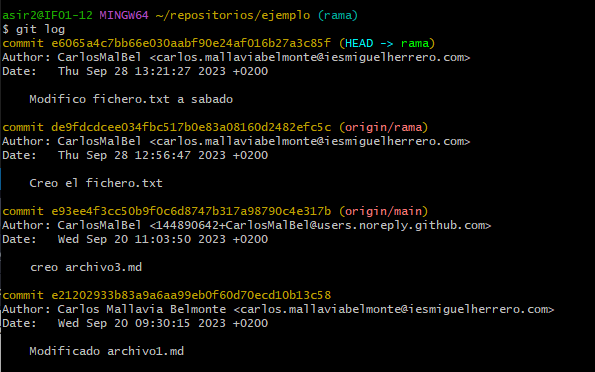 asir2@IFO1-12 MINGW64 ~/repositorios/ejemplo (rama)
$ git log
commit e6065a4c7bb66e030aabf90e24af016b27a3c85f (HEAD -> rama)
Author: CarlosMalBel <carlos.mallaviabelmonte@iesmiguelherrero.com>
Date:   Thu Sep 28 13:21:27 2023 +0200
    Modifico fichero.txt a sabado
commit de9fdcdcee034fbc517b0e83a08160d2482efc5c (origin/rama)
Author: CarlosMalBel <carlos.mallaviabelmonte@iesmiguelherrero.com>
Date:   Thu Sep 28 12:56:47 2023 +0200
    Creo el fichero.txt
commit e93ee4f3cc50b9f0c6d8747b317a98790c4e317b (origin/main)
Author: CarlosMalBel <144890642+CarlosMalBel@users.noreply.github.com>
Date:   Wed Sep 20 11:03:50 2023 +0200
    creo archivo3.md
commit e21202933b83a9a6aa99eb0f60d70ecd10b13c58
Author: Carlos Mallavia Belmonte <carlos.mallaviabelmonte@iesmiguelherrero.com>
Date:   Wed Sep 20 09:30:15 2023 +0200
    Modificado archivo1.md